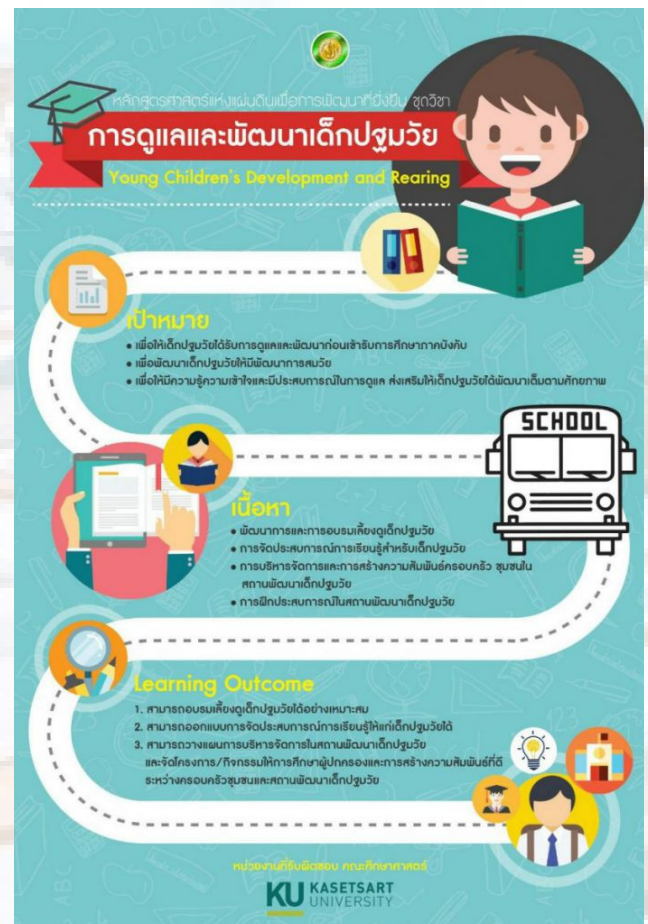 หลักสูตรศาสตร์แห่งแผ่นดินเพื่อการพัฒนาที่ยั่งยืน ชุดวิชา
การดูแลและพัฒนาเด็กปฐมวัย
Young Children's Development and Rearing
เป้าหมาย
• เพื่อให้เด็กปฐมวัยได้รับการดูแลและพัฒนาก่อนเข้ารับการศึกษาภาคบังคับ
• เพื่อพัฒนาเด็กปฐมวัยให้มีพัฒนาการสมวัย
• เพื่อให้มีความรู้ความเข้าใจและมีประสบการณ์ในการดูแล ส่งเสริมให้เด็กปฐมวัยได้พัฒนาเต็มตามศักยภาพ
SCHOOL
เนื้อหา
• พัฒนาการและการอบรมเลี้ยงดูเด็กปฐมวัย
• การจัดประสบการณ์การเรียนรู้สำหรับเด็กปฐมวัย
• การบริหารจัดการและการสร้างความสัมพันธ์ครอบครัว ชุมชนใน
สถานพัฒนาเด็กปฐมวัย
• การฝึกประสบการณ์ในสถานพัฒนาเด็กปฐมวัย
Learning Outcome
1. สามารถอบรมเลี้ยงดูเด็กปฐมวัยได้อย่างเหมาะสม
2. สามารถออกแบบการจัดประสบการณ์การเรียนรู้ให้แก่เด็กปฐมวัยได้
3. สามารถวางแผนการบริหารจัดการในสถานพัฒนาเด็กปฐมวัย
และจัดโครงการ/กิจกรรมให้การศึกษาผู้ปกครองและการสร้างความสัมพันธ์ที่ดี
ระหว่างครอบครัวชุมชนและสถานพัฒนาเด็กปฐมวัย
หน่วยงานที่รับผิดชอบ คณะศึกษาศาสตร์
KU KASETSART
UNIVERSITY